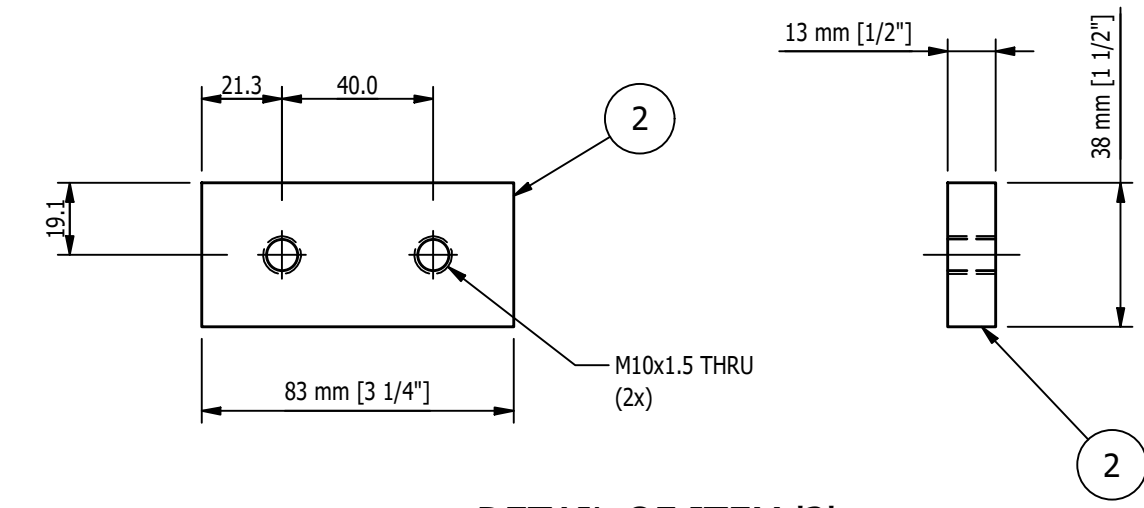 13 mm [1/2"]
38 mm [1 1/2"]
21.3
40.0
2
19.1
M10x1.5 THRU
(2x)
83 mm [3 1/4"]
2